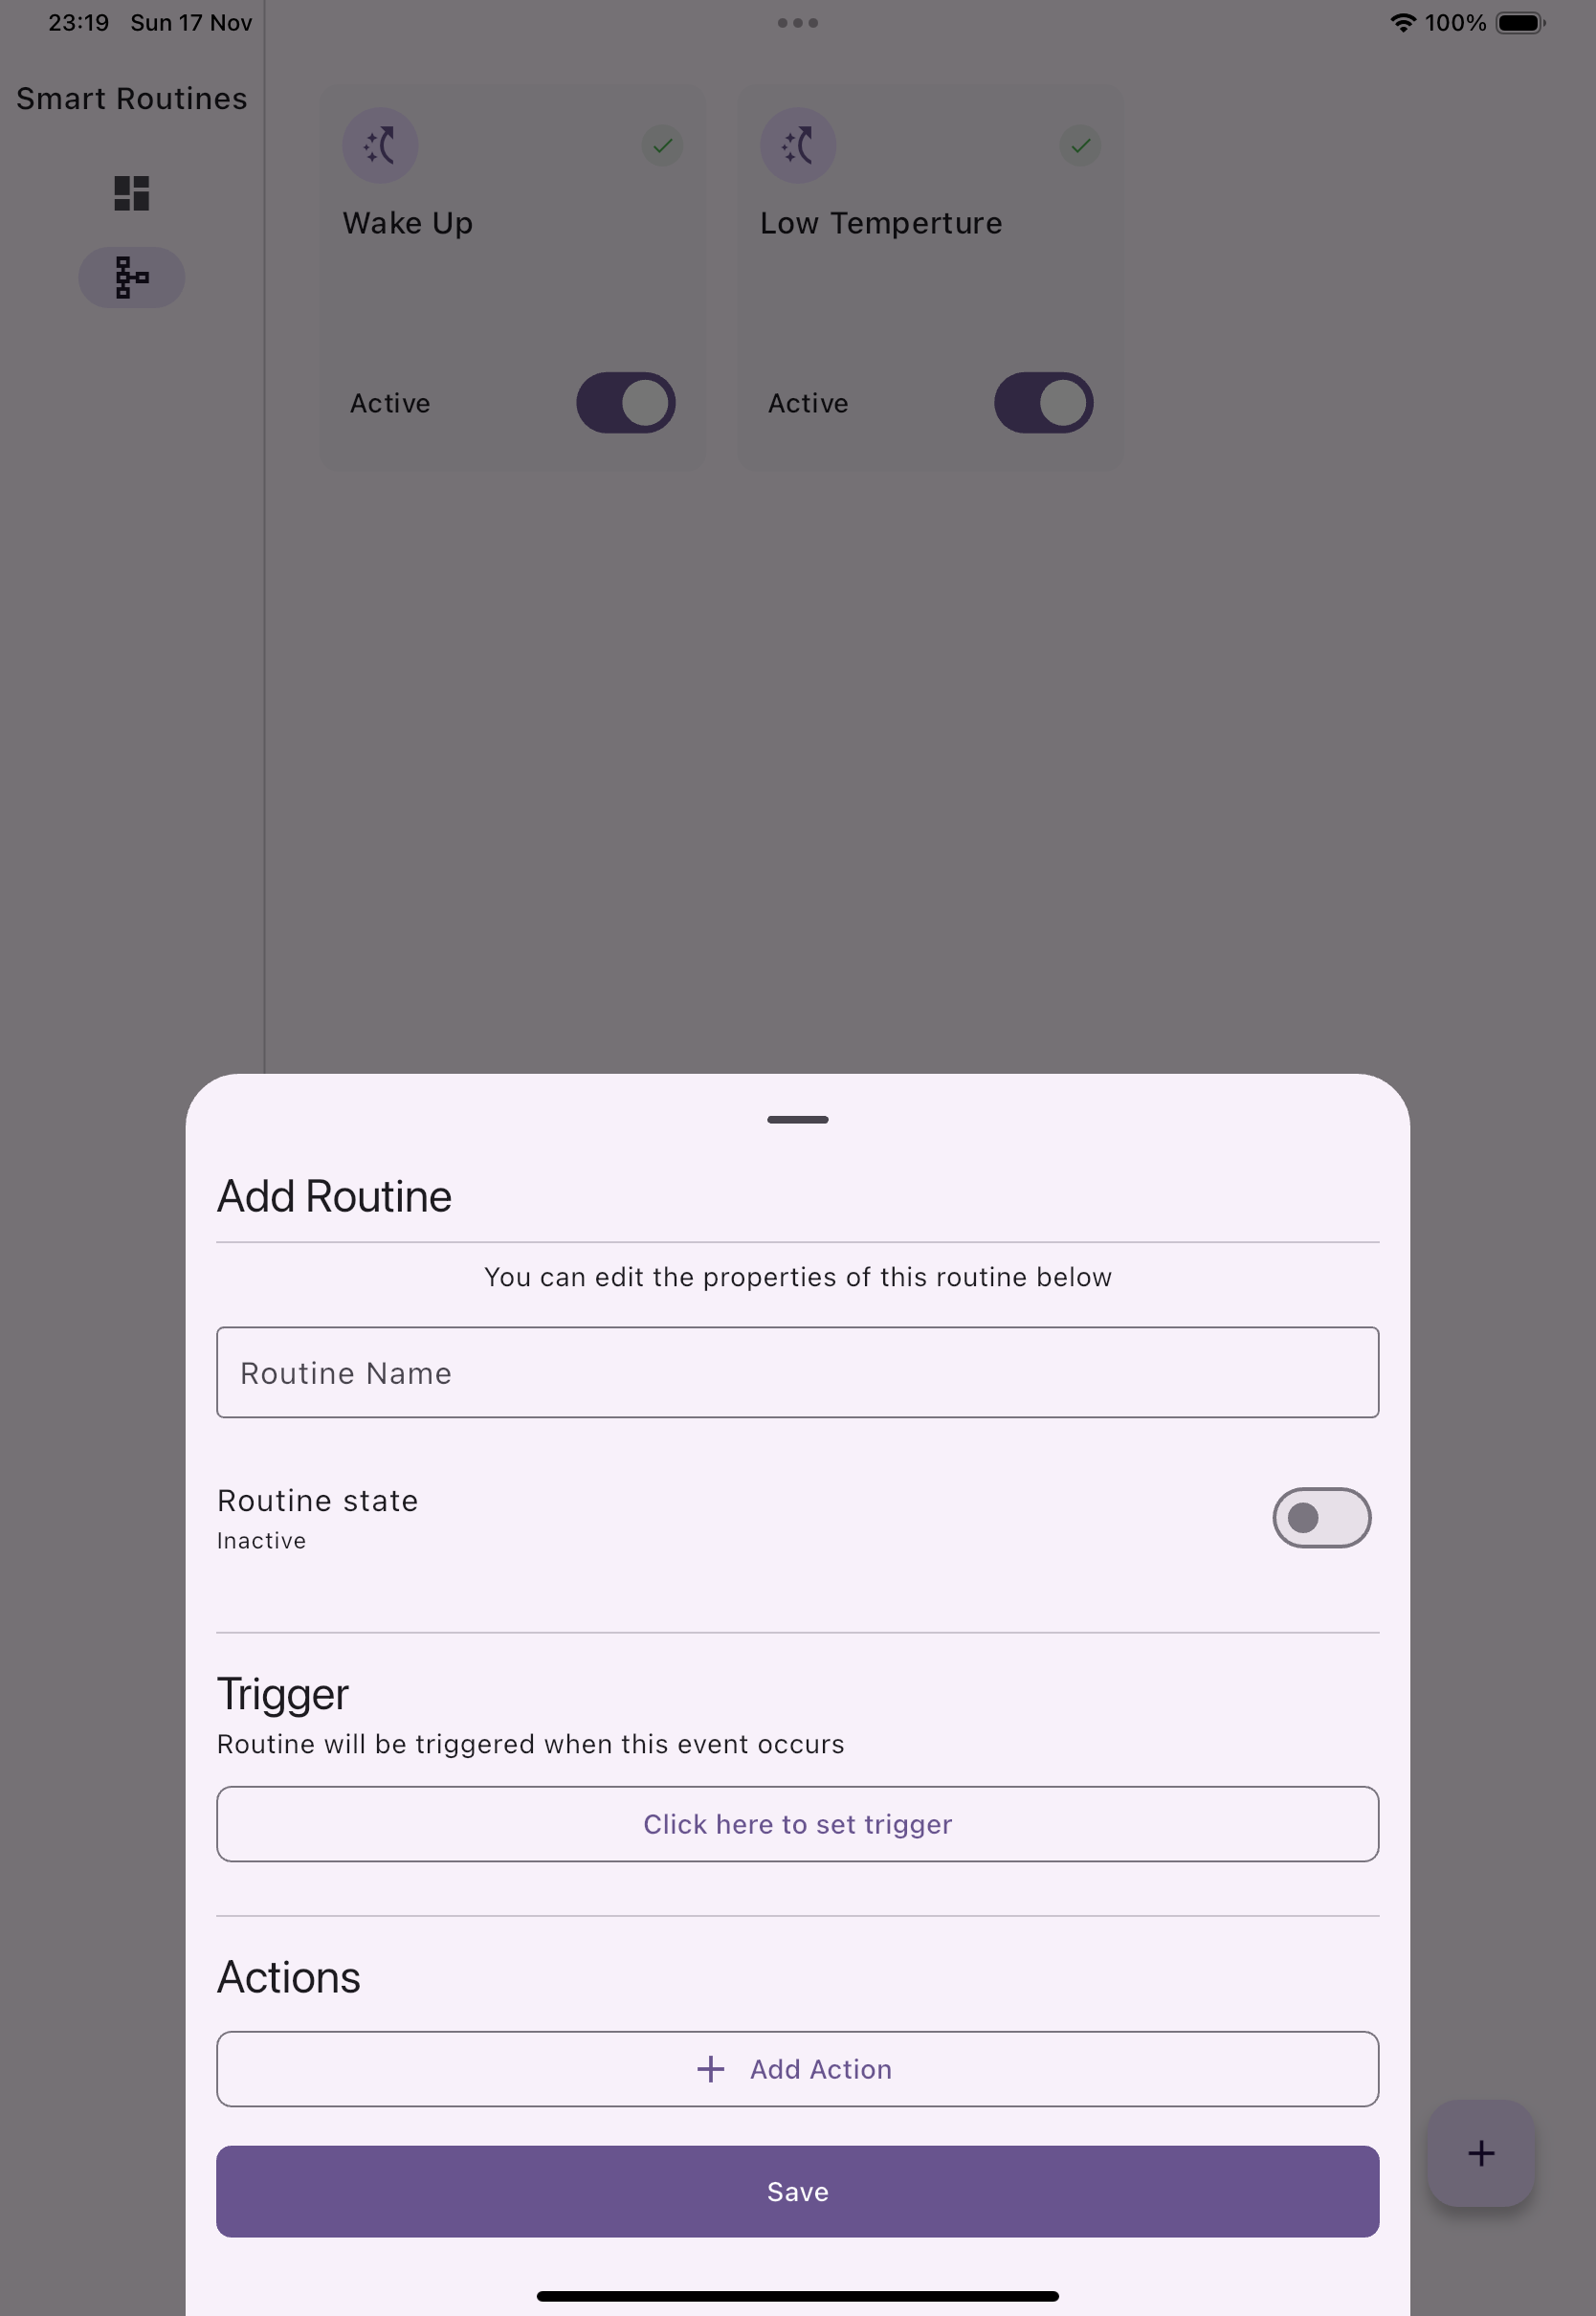 23:19 Sun 17 Nov
100%
Smart Routines
Wake Up
Active
Low Temperture
Active
Add Routine
You can edit the properties of this routine below
Routine Name
Routine state
Inactive
Trigger
Routine will be triggered when this event occurs
Click here to set trigger
Actions
Add Action
Save